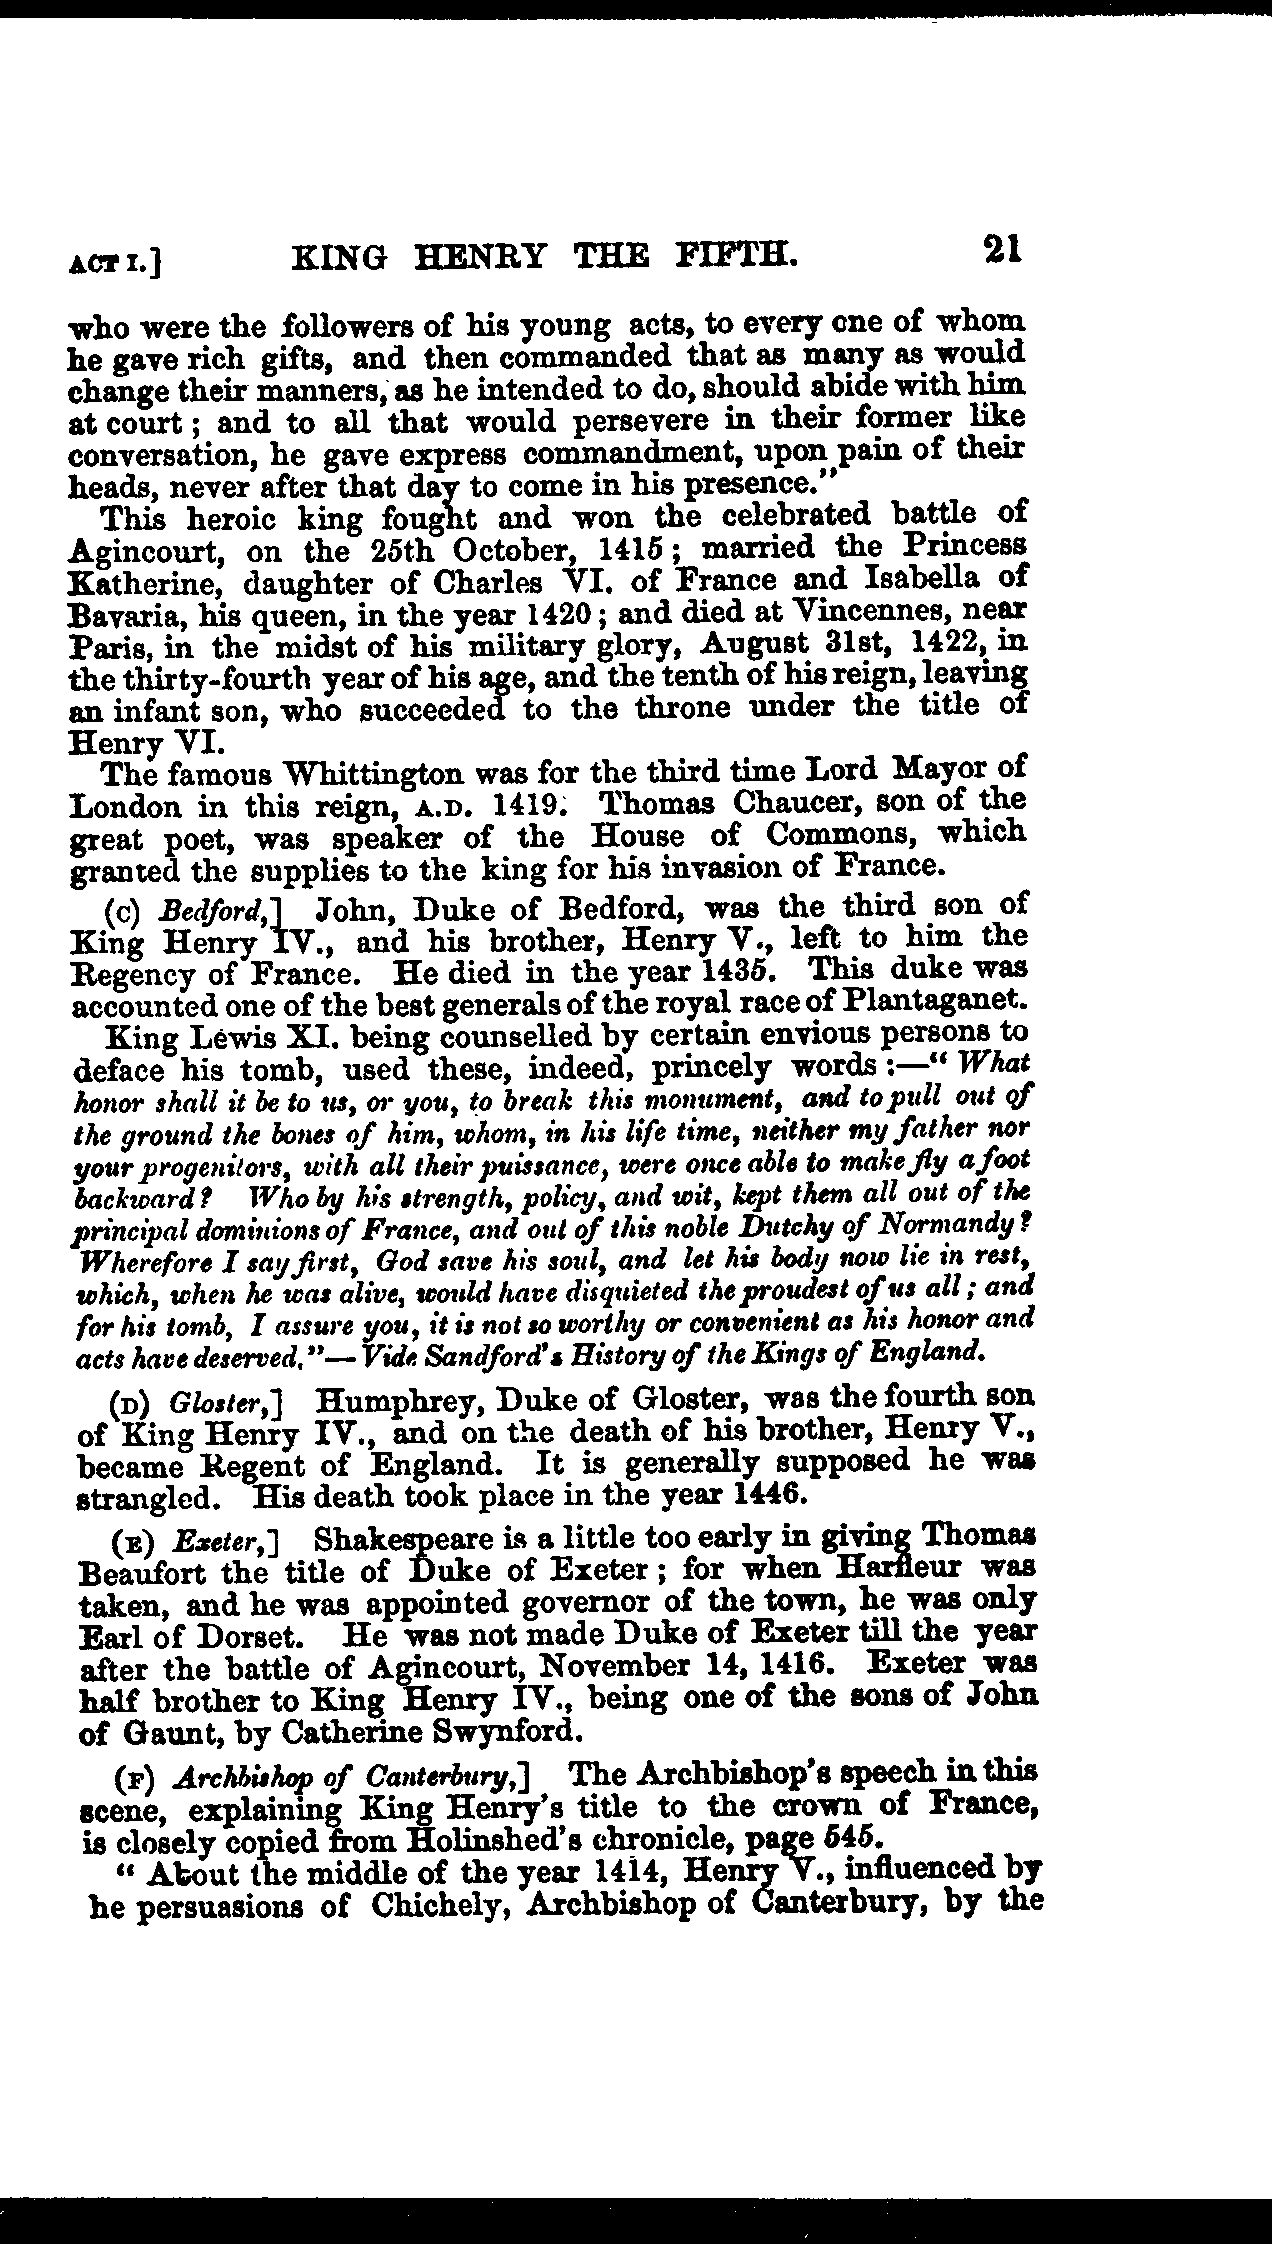 ACT I.] KING HENRY THE FIFTH. 21
who were the followers of his young acts, to every one of whom
he gave rich gifts, and then commanded that as many as would
change their manners, as he intended to do, should abide with him
at court; and to all that would persevere in their former like
conversation, he gave express commandment, upon pain of their
heads, never after that day to come in his presence."
This heroic king fought and won the celebrated battle of
Agincourt, on the 25th October, 1415; married the Princess
Katherine, daughter of Charles VI. of France and Isabella of
Bavaria, his queen, in the year 1420; and died at Vincennes, near
Paris, in the midst of his military glory, August 31st, 1422, in
the thirty-fourth year of his age, and the tenth of his reign, leaving
an infant son, who succeeded to the throne under the title of
Henry VI.
The famous Whittington was for the third time Lord Mayor of
London in this reign, A.D. 1419. Thomas Chaucer, son of the
great poet, was speaker of the House of Commons, which
granted the supplies to the king for his invasion of France.
(C) Bedford,] John, Duke of Bedford, was the third son of
King Henry IV., and his brother, Henry V., left to him the
Regency of France. He died in the year 1435. This duke was
accounted one of the best generals of the royal race of Plantaganet.
King Lewis XI. being counselled by certain envious persons to
deface his tomb, used these, indeed, princely words:—"What
honor shall it be to us, or you, to break this monument, and to pull out of
the ground the bones of him, whom, in his life time, neither my father nor
your progenitors, with all their puissance, were once able to make fly a foot
backward? Who by his strength, policy, and wit, kept them all out of the
principal dominions of France, and out of this noble Dutchy of Normandy?
Wherefore I say first, God save his soul, and let his body now lie in rest,
which, when he was alive, would have disquieted the proudest of us all; and
for his tomb, I assure you, it is not so worthy or convenient as his honor and
acts have deserved."—Vide Sandford's History of the Kings of England.
(D) Gloster,] Humphrey, Duke of Gloster, was the fourth son
of King Henry IV., and on the death of his brother, Henry V.,
became Regent of England. It is generally supposed he was
strangled. His death took place in the year 1446.
(E) Exeter,] Shakespeare is a little too early in giving Thomas
Beaufort the title of Duke of Exeter; for when Harfleur was
taken, and he was appointed governor of the town, he was only
Earl of Dorset. He was not made Duke of Exeter till the year
after the battle of Agincourt, November 14, 1416. Exeter was
half brother to King Henry IV., being one of the sons of John
of Gaunt, by Catherine Swynford.
(F) Archbishop of Canterbury,] The Archbishop's speech in this
scene, explaining King Henry's title to the crown of France,
is closely copied from Holinshed's chronicle, page 545.
"About the middle of the year 1414, Henry V., influenced by
he persuasions of Chichely, Archbishop of Canterbury, by the